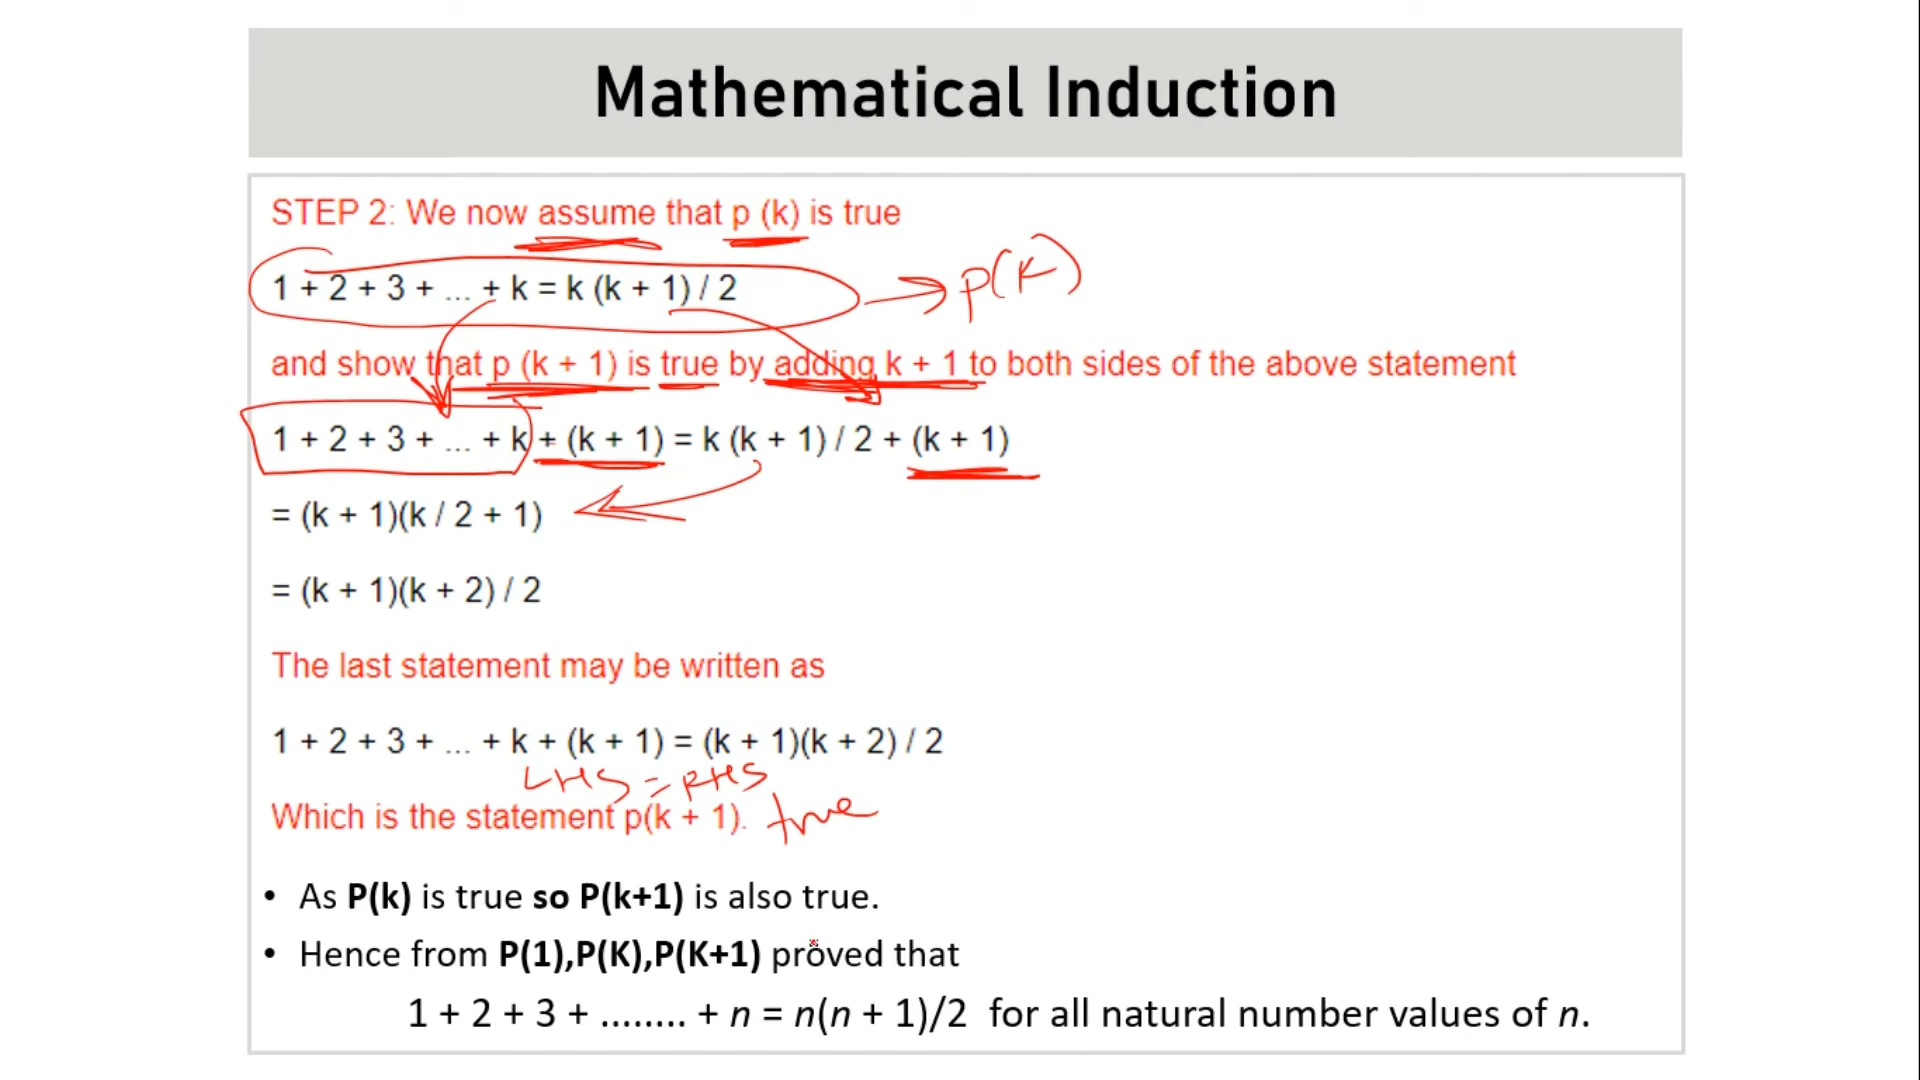 Mathematical Induction
STEP 2: We now assume that p (k) is true
1 + 2 + 3 + ... + k = k (k + 1) / 2
p(K)
and show that p (k + 1) is true by adding k + 1 to both sides of the above statement
1 + 2 + 3 + ... + k + (k + 1) = k (k + 1) / 2 + (k + 1)
= (k + 1)(k / 2 + 1)
= (k + 1)(k + 2) / 2
The last statement may be written as
1 + 2 + 3 + ... + k + (k + 1) = (k + 1)(k + 2) / 2
LHS = RHS
Which is the statement p(k + 1). true
• As P(k) is true so P(k+1) is also true.
• Hence from P(1),P(K),P(K+1) proved that
1 + 2 + 3 + ........ + n = n(n + 1)/2 for all natural number values of n.